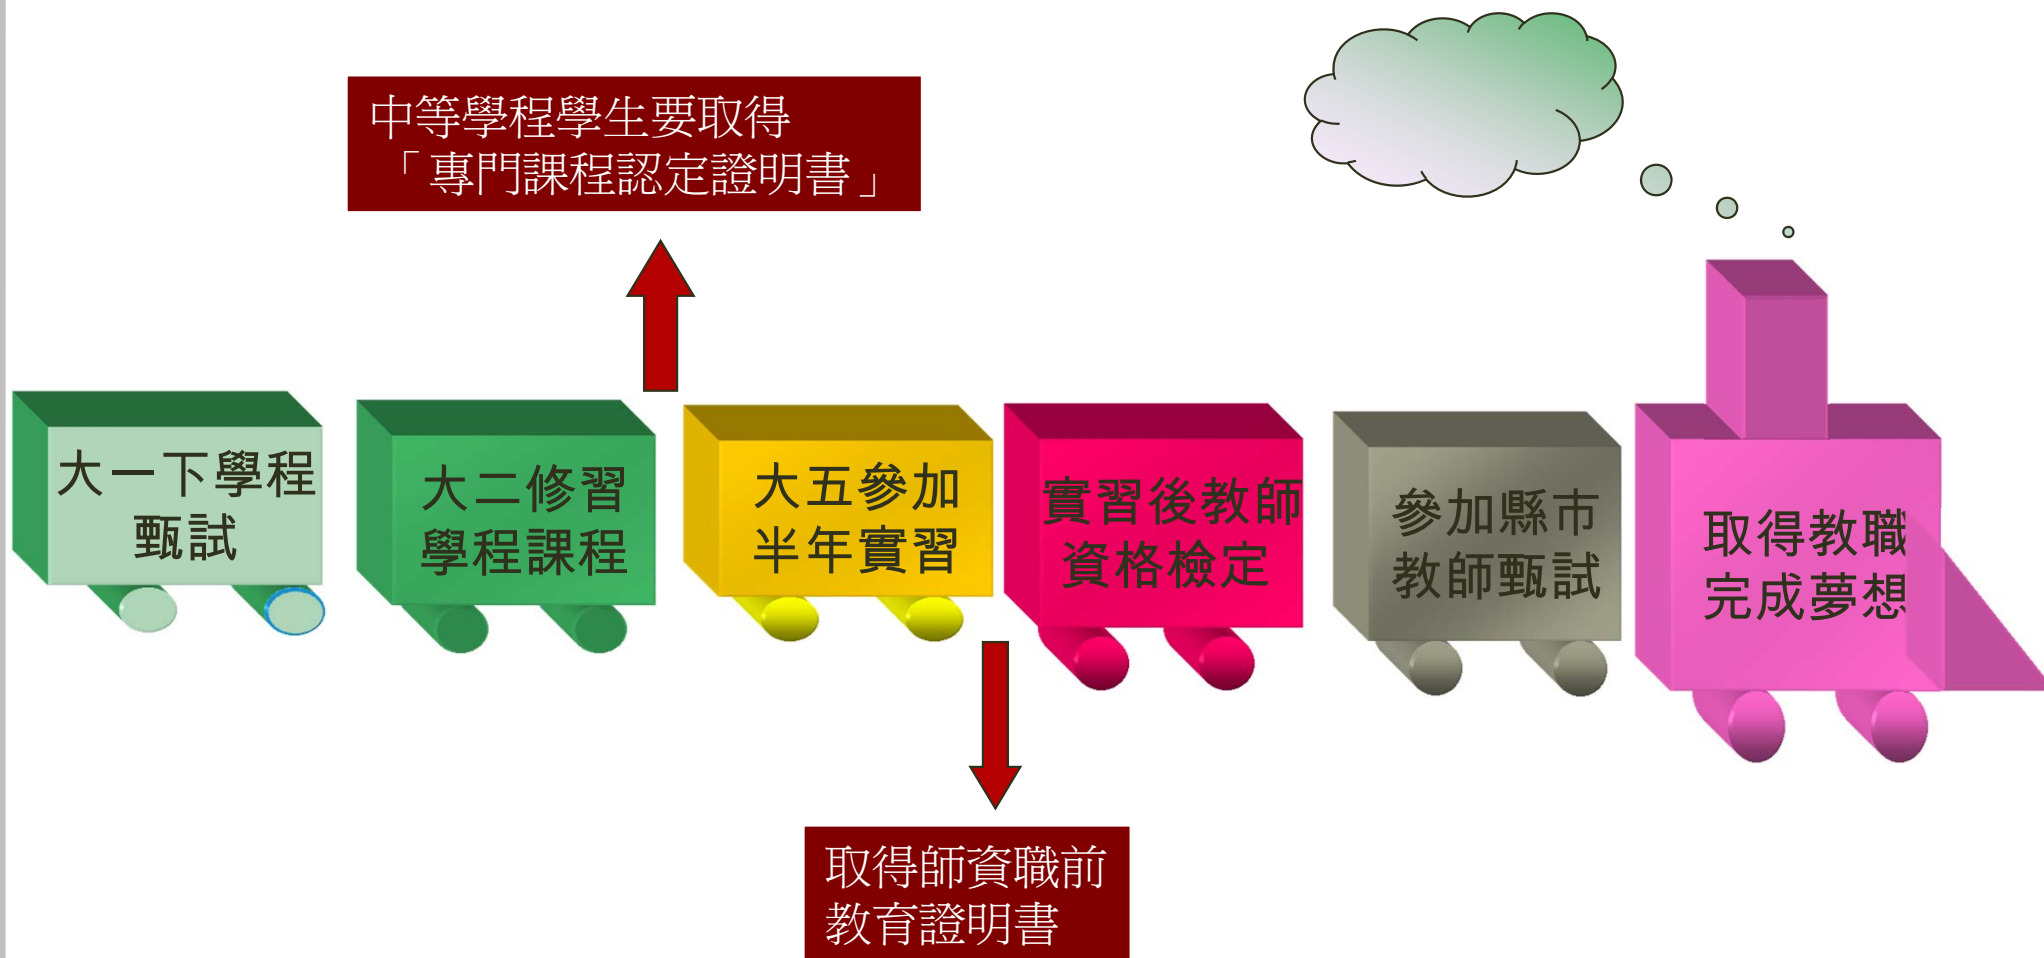 中等學程學生要取得
「專門課程認定證明書」
大一下學程
甄試
大二修習
學程課程
大五參加
半年實習
實習後教師
資格檢定
參加縣市
教師甄試
取得教職
完成夢想
取得師資職前
教育證明書